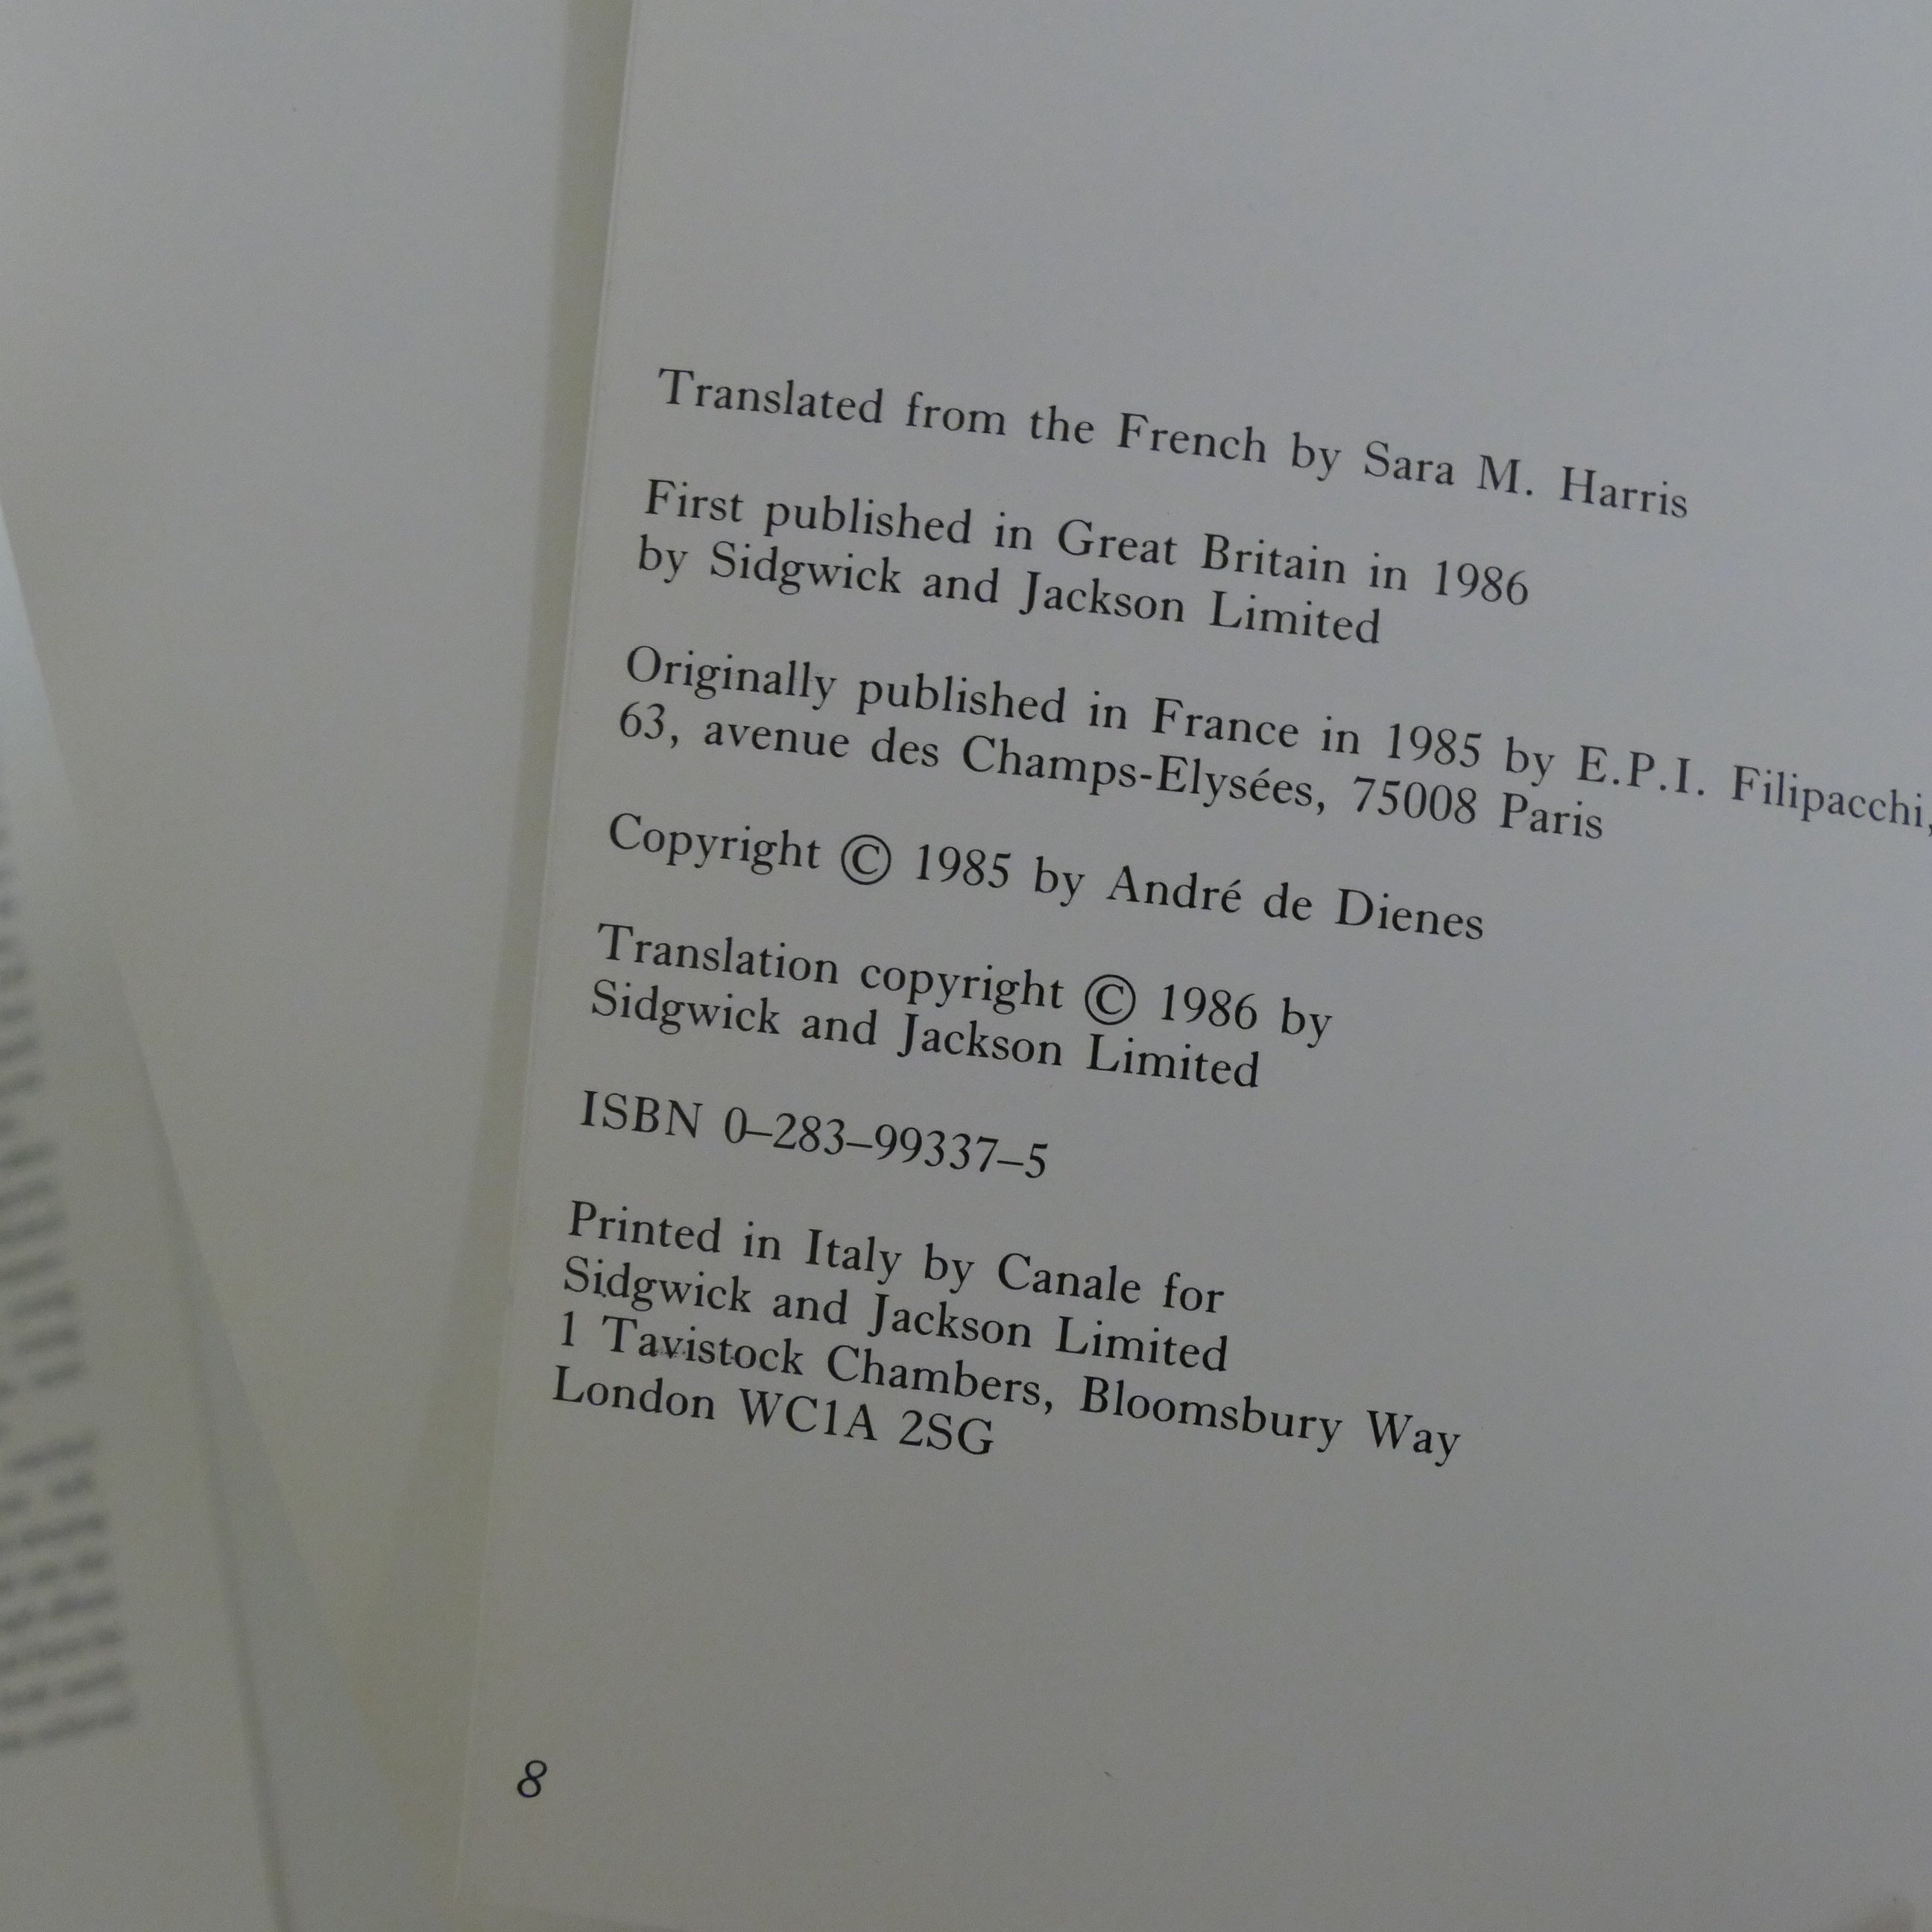 Translated from the French by Sara M. Harris
First published in Great Britain in 1986
by Sidgwick and Jackson Limited
Originally published in France in 1985 by E.P.I. Filipacchi,
63, avenue des Champs-Elysées, 75008 Paris
Copyright © 1985 by André de Dienes
Translation copyright © 1986 by
Sidgwick and Jackson Limited
ISBN 0–283–99337–5
Printed in Italy by Canale for
Sidgwick and Jackson Limited
1 Tavistock Chambers, Bloomsbury Way
London WC1A 2SG
8